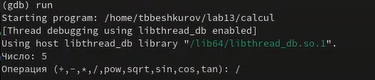 (gdb) run
Starting program: /home/tbbeshkurov/lab13/calcul
[Thread debugging using libthread_db enabled]
Using host libthread_db library "/lib64/libthread_db.so.1".
Число: 5
Операция (+,-,*,/,pow,sqrt,sin,cos,tan): /